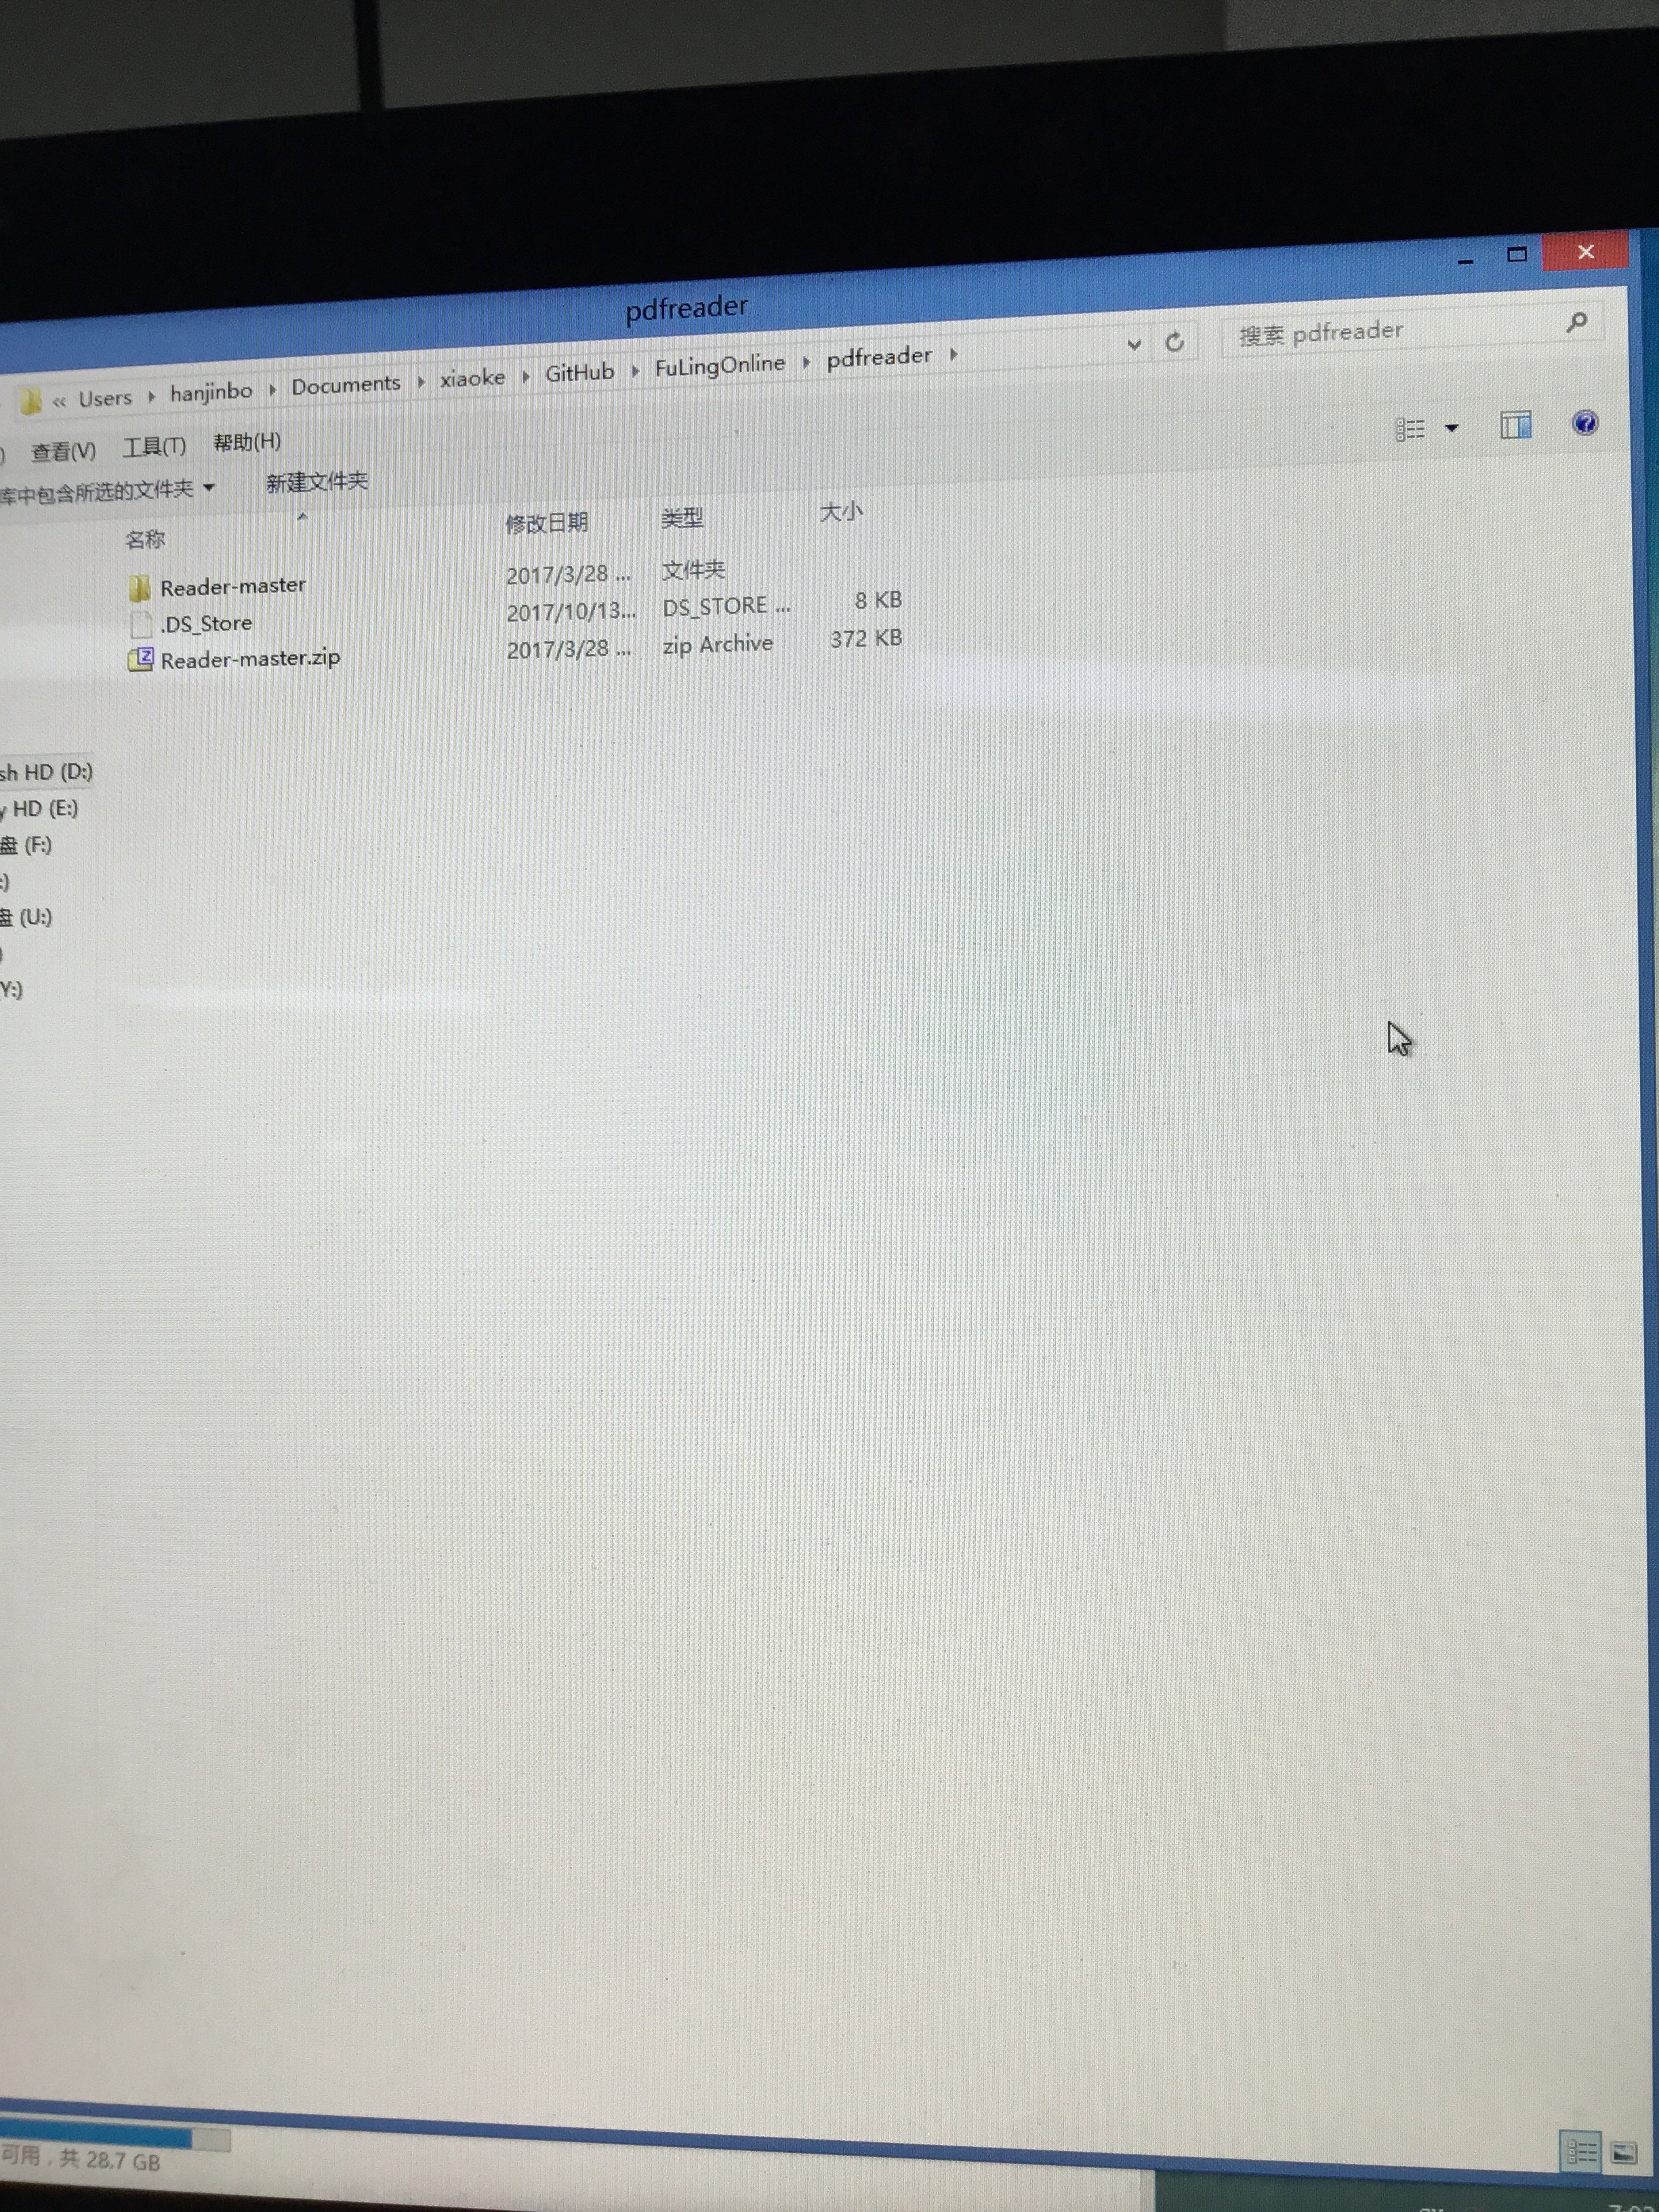 pdfreader
« Users ▸ hanjinbo ▸ Documents ▸ xiaoke ▸ GitHub ▸ FuLingOnline ▸ pdfreader ▸
搜索 pdfreader
) 查看(V) 工具(T) 帮助(H)
库中包含所选的文件夹 新建文件夹
名称 修改日期 类型 大小
Reader-master 2017/3/28 ... 文件夹
.DS_Store 2017/10/13... DS_STORE ... 8 KB
Reader-master.zip 2017/3/28 ... zip Archive 372 KB
sh HD (D:)
y HD (E:)
盘 (F:)
:)
盘 (U:)
)
Y:)
可用，共 28.7 GB